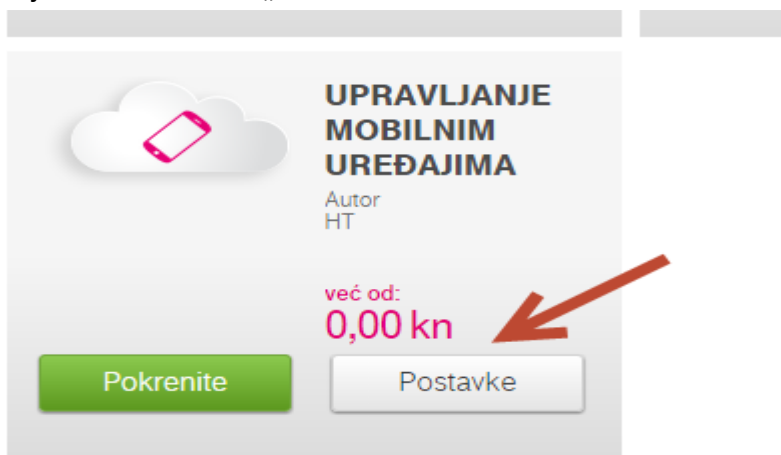 UPRAVLJANJE
MOBILNIM
UREĐAJIMA
Autor
HT
već od:
0,00 kn
Pokrenite
Postavke